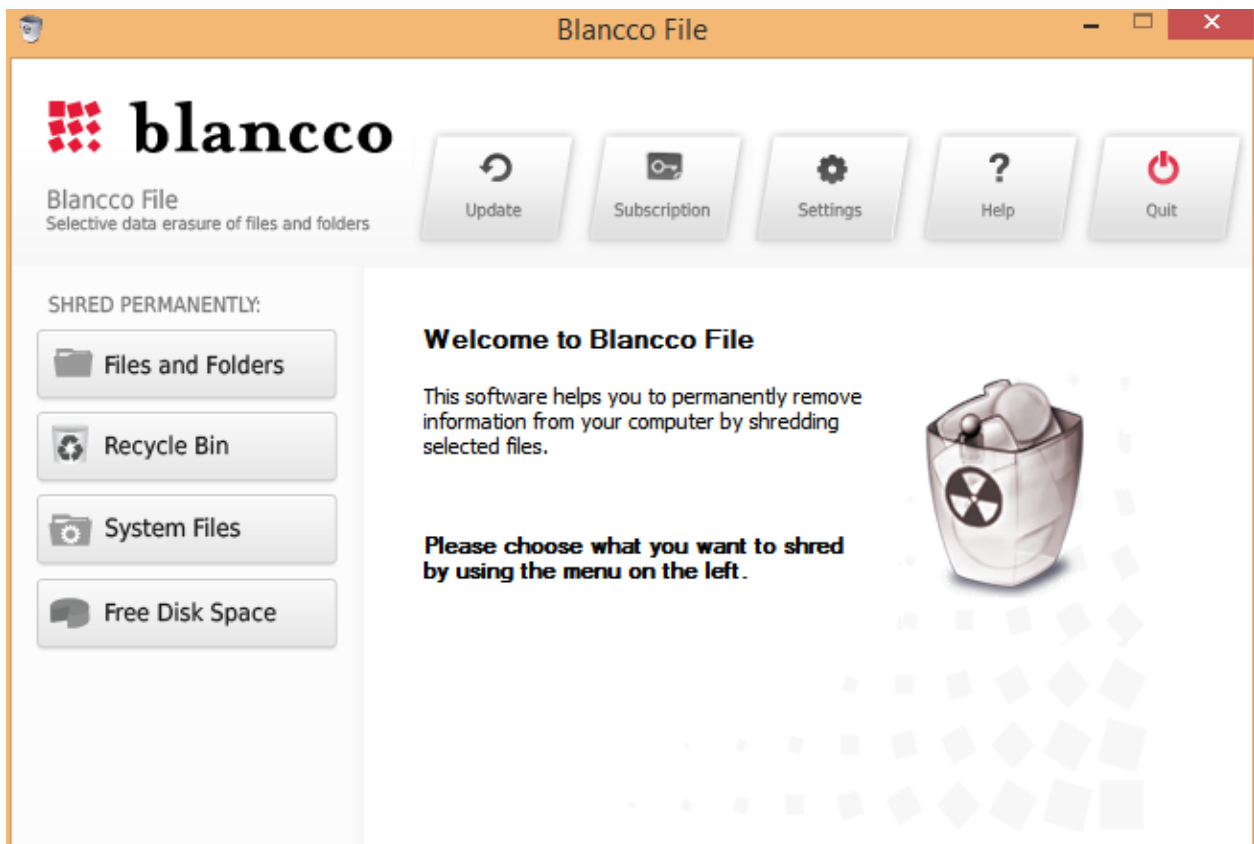 Blancco File
blancco
Blancco File
Selective data erasure of files and folders
Update
Subscription
Settings
?
Help
Quit
SHRED PERMANENTLY:
Files and Folders
Recycle Bin
System Files
Free Disk Space
Welcome to Blancco File
This software helps you to permanently remove
information from your computer by shredding
selected files.
Please choose what you want to shred
by using the menu on the left.